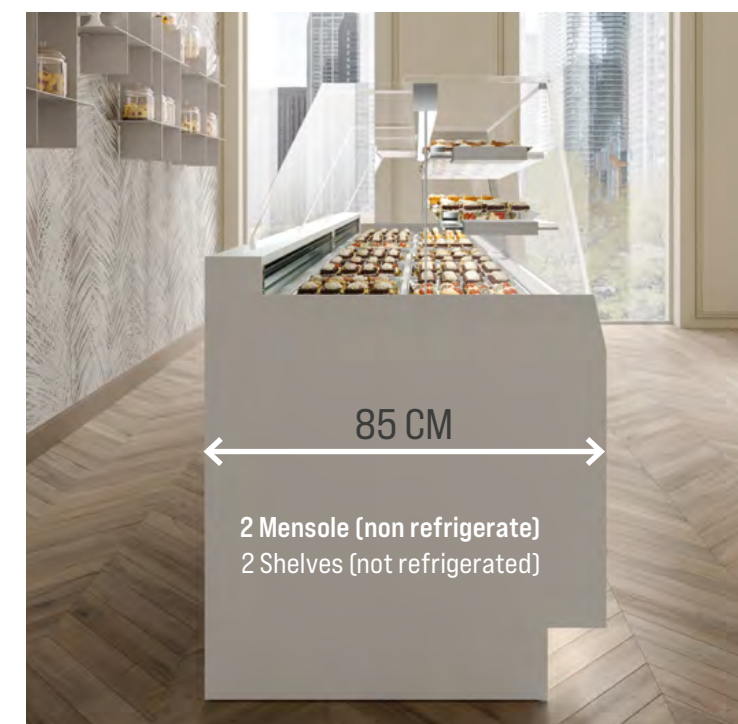 85 CM
2 Mensole (non refrigerate)
2 Shelves (not refrigerated)